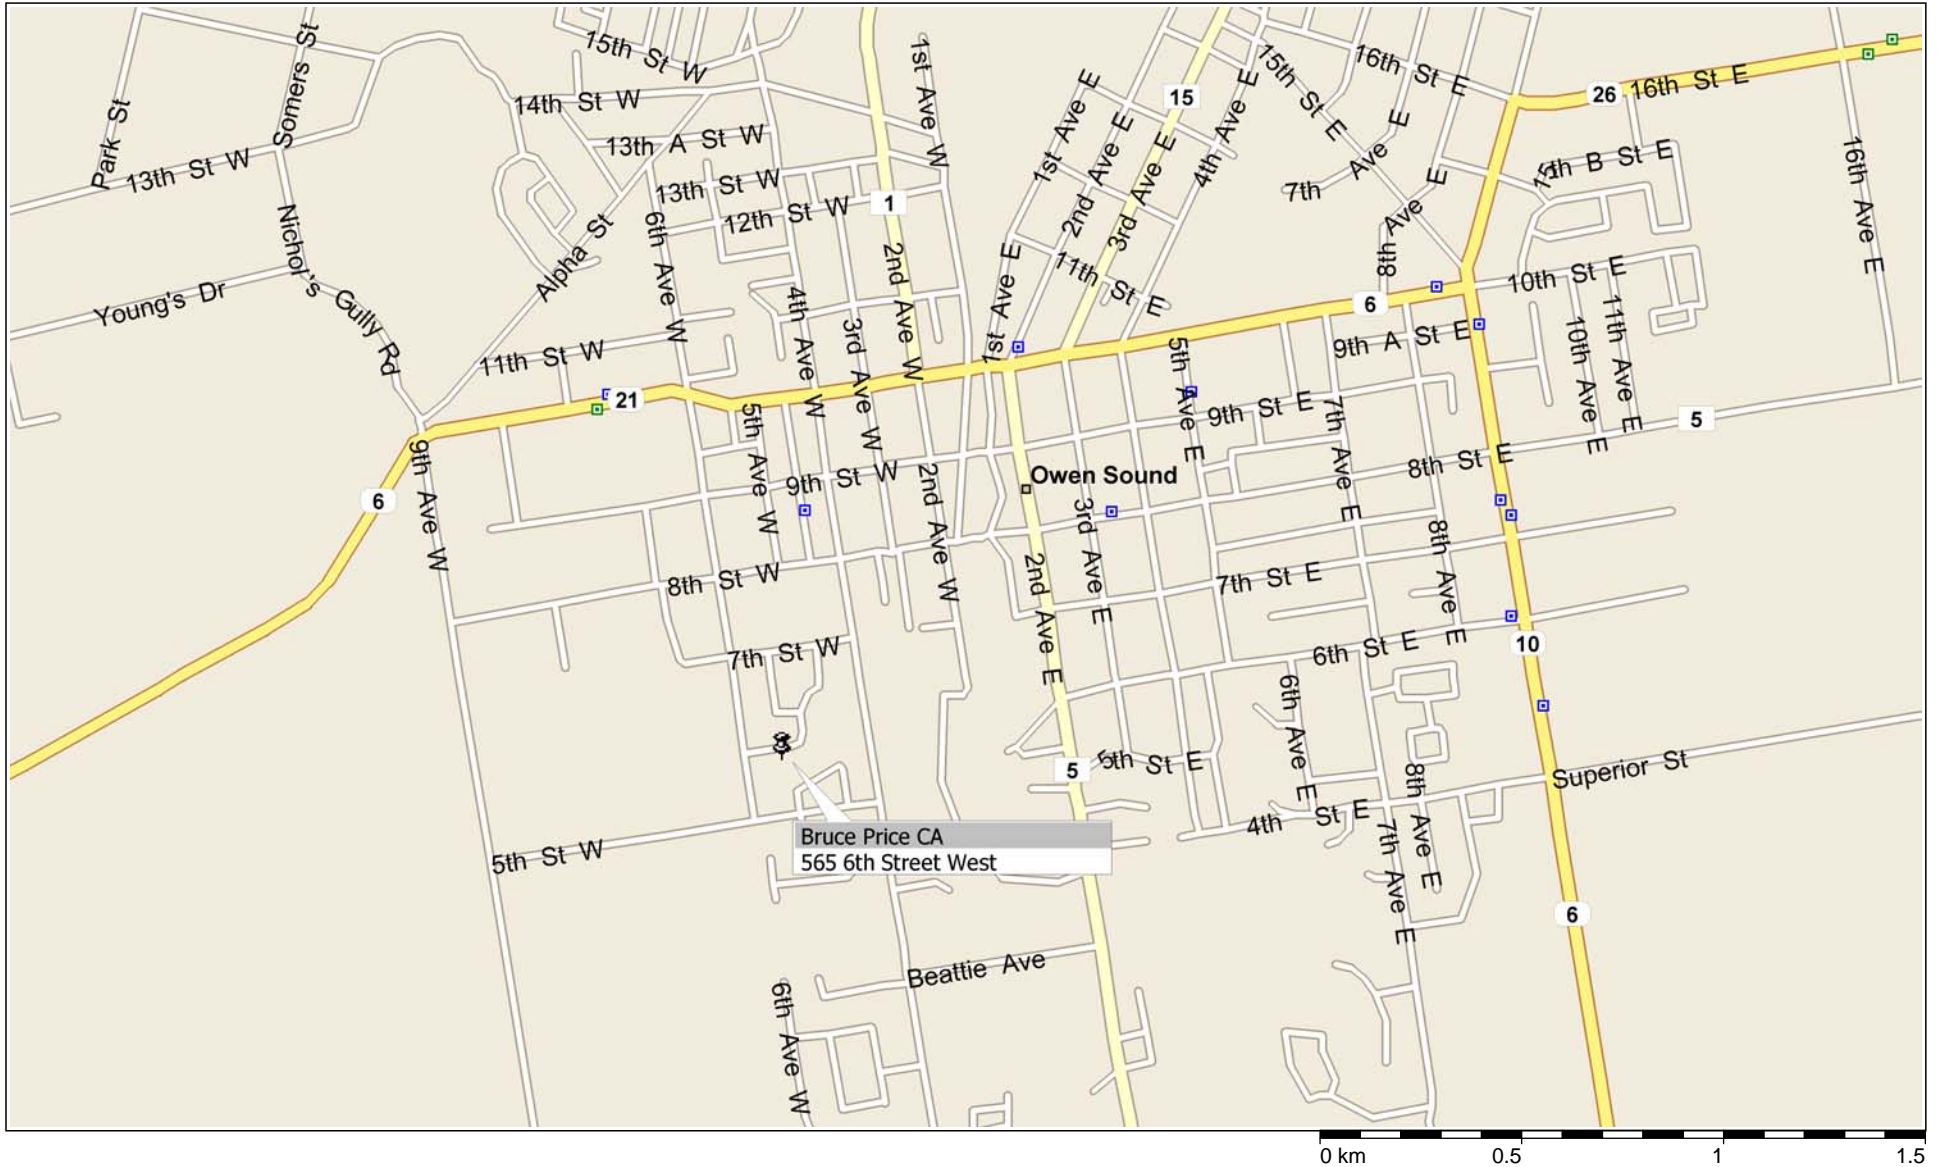 15th St W
1st Ave W
15
15th St E
16th St E
26
16th St E
Park St
Somers St
14th St W
13th A St W
1st Ave E
2nd Ave E
3rd Ave E
4th Ave E
7th Ave E
15th B St E
16th Ave E
13th St W
13th St W
12th St W
1
8th Ave E
Nichol's Gully Rd
Alpha St
6th Ave W
2nd Ave W
11th St E
10th St E
Young's Dr
4th Ave W
3rd Ave W
1st Ave E
6
9th A St E
10th Ave E
11th Ave E
11th St W
5th Ave E
21
5th Ave W
9th St E
7th Ave E
5
9th Ave W
9th St W
2nd Ave W
Owen Sound
8th St E
6
3rd Ave E
8th Ave E
8th St W
2nd Ave E
7th St E
7th St W
6th St E
10
6th Ave E
5
5th St E
8th Ave E
Superior St
5th St W
Bruce Price CA
565 6th Street West
4th St E
7th Ave E
6
Beattie Ave
6th Ave W
0 km 0.5 1 1.5